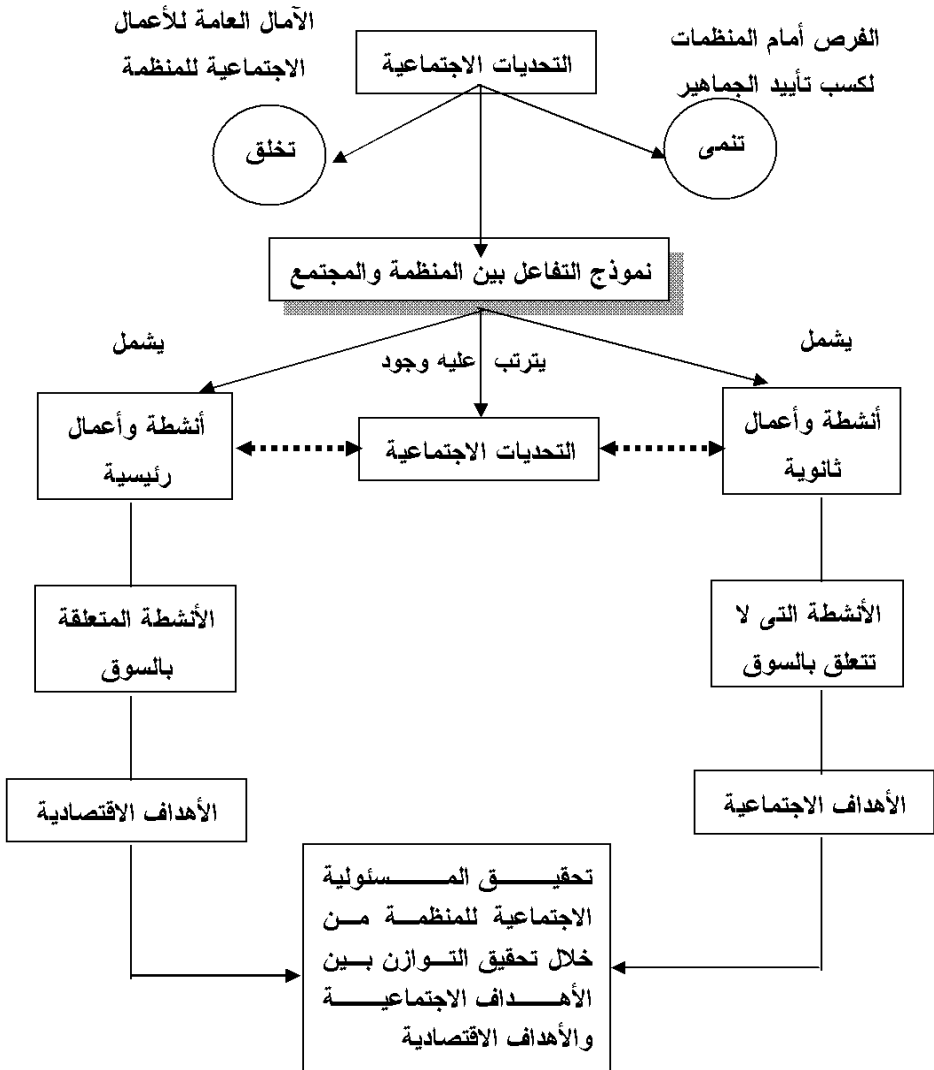 الفرص أمام المنظمات
لكسب تأييد الجماهير
التحديات الاجتماعية
الآمال العامة للأعمال
الاجتماعية للمنظمة
تنمى
تخلق
نموذج التفاعل بين المنظمة والمجتمع
يشمل
يترتب عليه وجود
يشمل
أنشطة وأعمال
ثانوية
التحديات الاجتماعية
أنشطة وأعمال
رئيسية
الأنشطة التى لا
تتعلق بالسوق
الأنشطة المتعلقة
بالسوق
الأهداف الاجتماعية
الأهداف الاقتصادية
تحقيق المسئولية
الاجتماعية للمنظمة من
خلال تحقيق التوازن بين
الأهداف الاجتماعية
والأهداف الاقتصادية